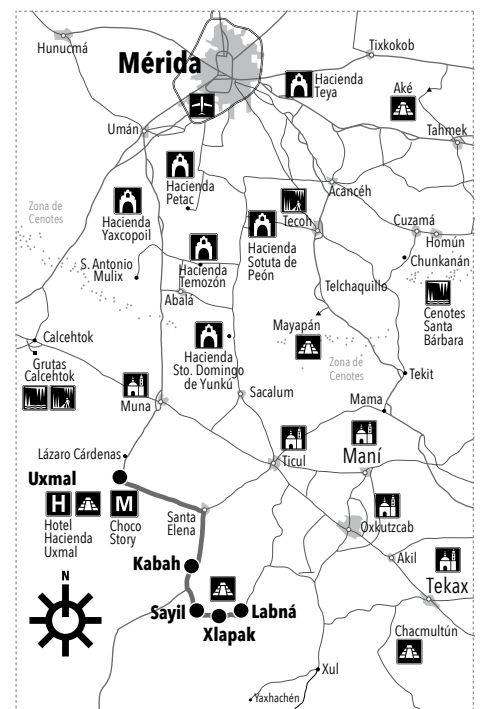 Hunucmá
Mérida
Tixkokob
Hacienda
Teya
Aké
Umán
Tahmek
Hacienda
Petac
Acancéh
Zona de
Cenotes
Hacienda
Yaxcopoil
Tecoh
Cuzamá
Homún
Hacienda
Sotuta de
Peón
Chunkanán
S. Antonio
Mulix
Hacienda
Temozón
Telchaquillo
Abalá
Cenotes
Santa
Bárbara
Mayapán
Calcehtok
Grutas
Calcehtok
Hacienda
Sto. Domingo
de Yunkú
Zona de
Cenotes
Tekit
Muna
Sacalum
Mama
Lázaro Cárdenas
Ticul
Maní
Uxmal
H
M
Hotel
Hacienda
Uxmal
Choco
Story
Santa
Elena
Oxkutzcab
Kabah
Akil
Tekax
N
Sayil
Labná
Xlapak
Chacmultún
Xul
Yaxhachén